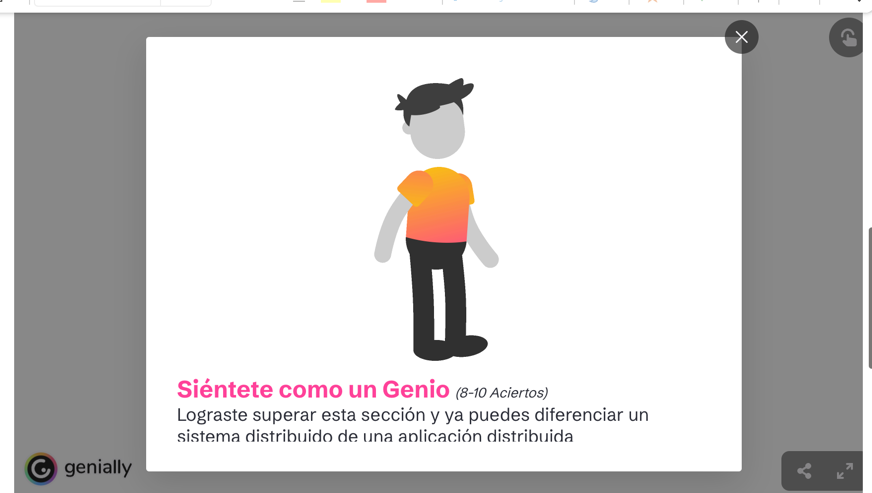 Siéntete como un Genio (8-10 Aciertos)
Lograste superar esta sección y ya puedes diferenciar un
sistema distribuido de una aplicación distribuida
genially